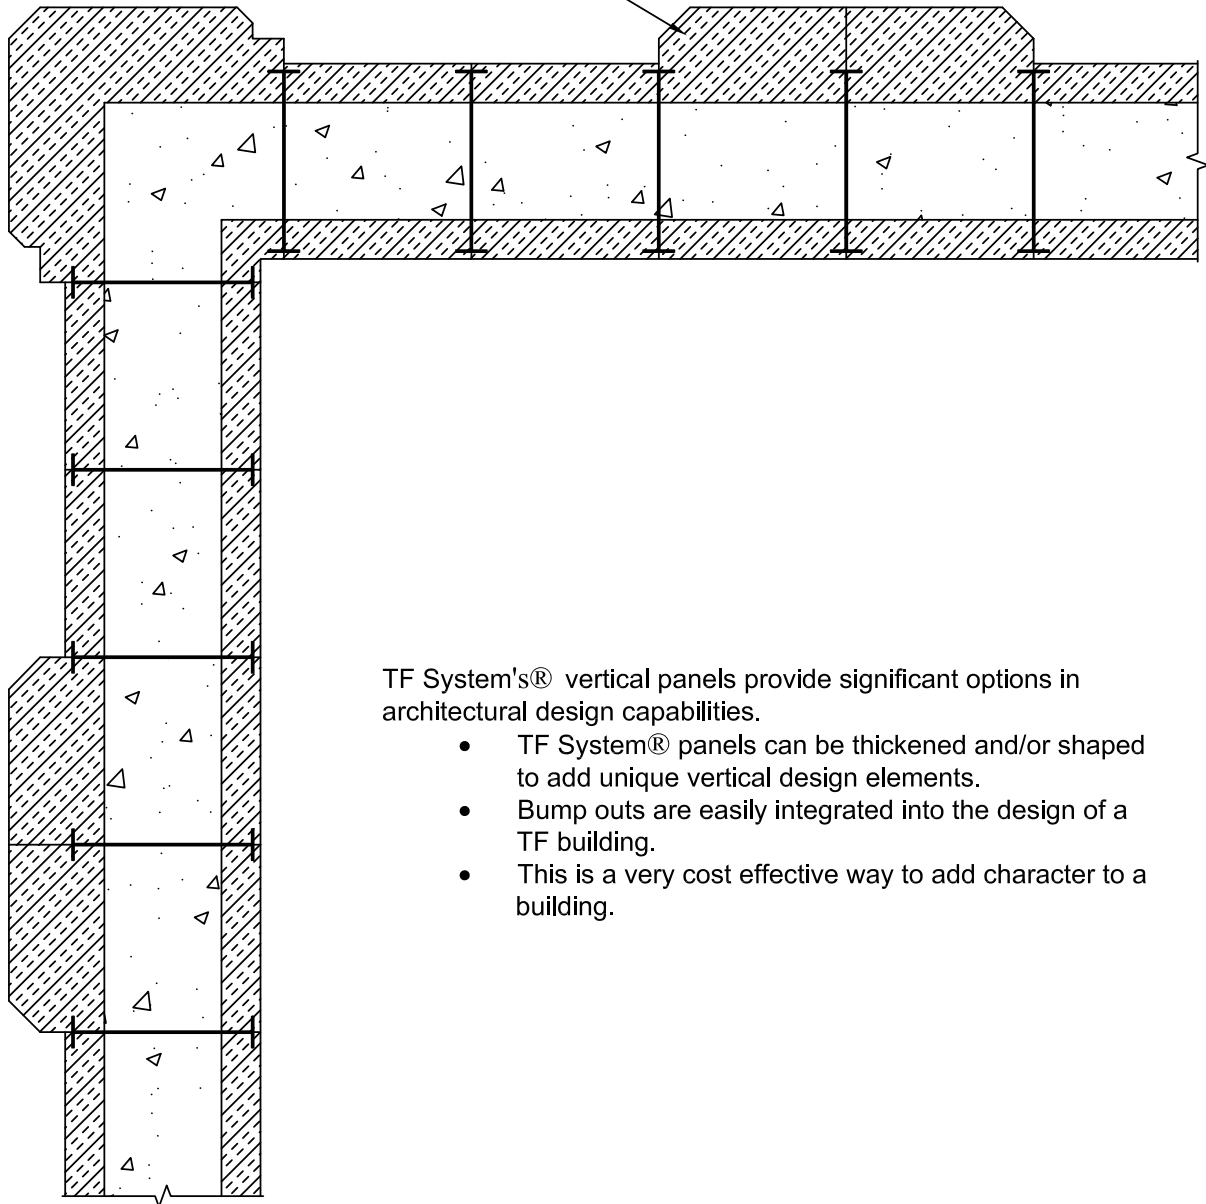 TF System's® vertical panels provide significant options in
architectural design capabilities.
• TF System® panels can be thickened and/or shaped
to add unique vertical design elements.
• Bump outs are easily integrated into the design of a
TF building.
• This is a very cost effective way to add character to a
building.